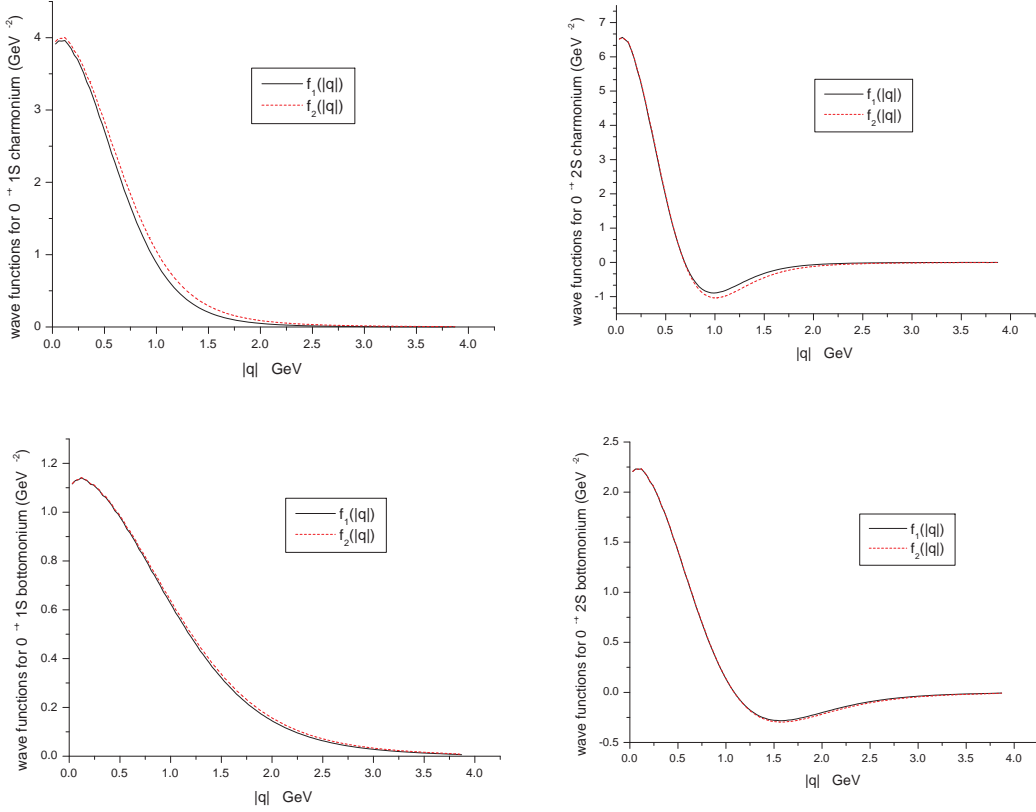 wave functions for 0 -+ 1S charmonium (GeV -2)
4
3
2
1
0
f1(|q|)
f2(|q|)
0.0 0.5 1.0 1.5 2.0 2.5 3.0 3.5 4.0
|q| GeV
wave functions for 0 -+ 2S charmonium (GeV -2)
7
6
5
4
3
2
1
0
-1
f1(|q|)
f2(|q|)
0.0 0.5 1.0 1.5 2.0 2.5 3.0 3.5 4.0
|q| GeV
wave functions for 0 -+ 1S bottomonium (GeV -2)
1.2
1.0
0.8
0.6
0.4
0.2
0.0
f1(|q|)
f2(|q|)
0.0 0.5 1.0 1.5 2.0 2.5 3.0 3.5 4.0
|q| GeV
wave functions for 0 -+ 2S bottomonium (GeV -2)
2.5
2.0
1.5
1.0
0.5
0.0
-0.5
f1(|q|)
f2(|q|)
0.0 0.5 1.0 1.5 2.0 2.5 3.0 3.5 4.0
|q| GeV